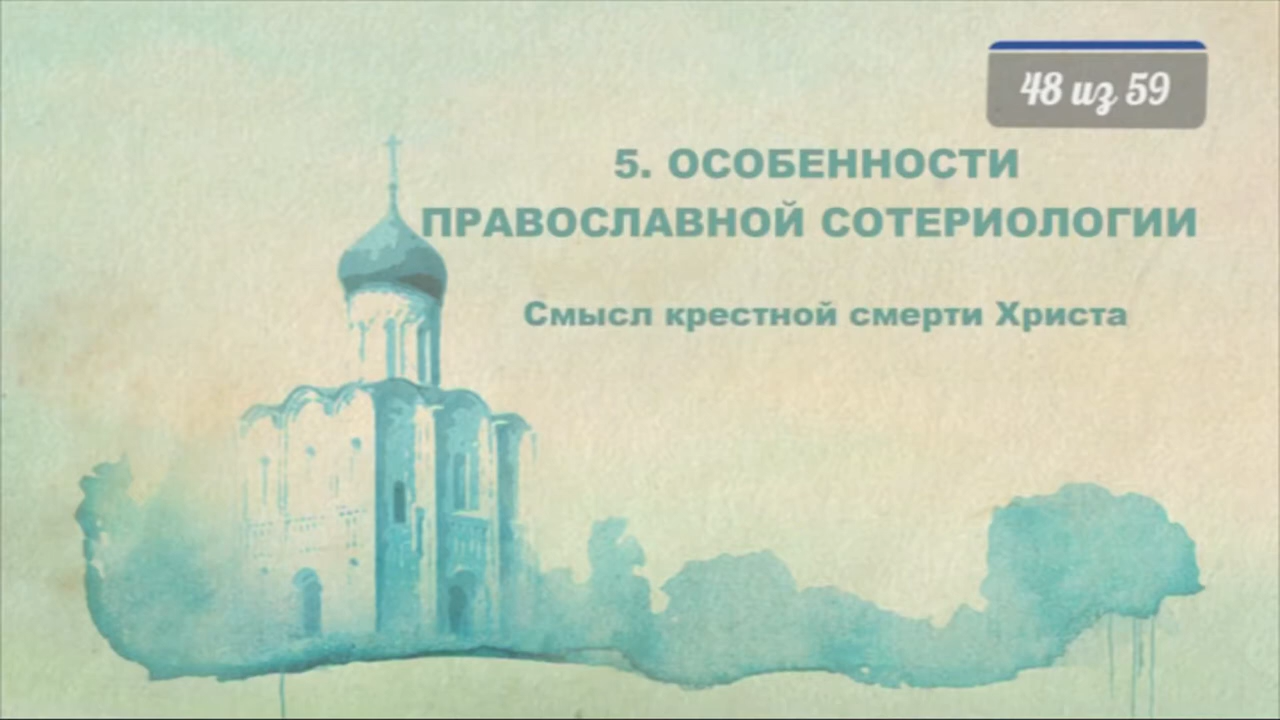 48 из 59
5. ОСОБЕННОСТИ
ПРАВОСЛАВНОЙ СОТЕРИОЛОГИИ
Смысл крестной смерти Христа